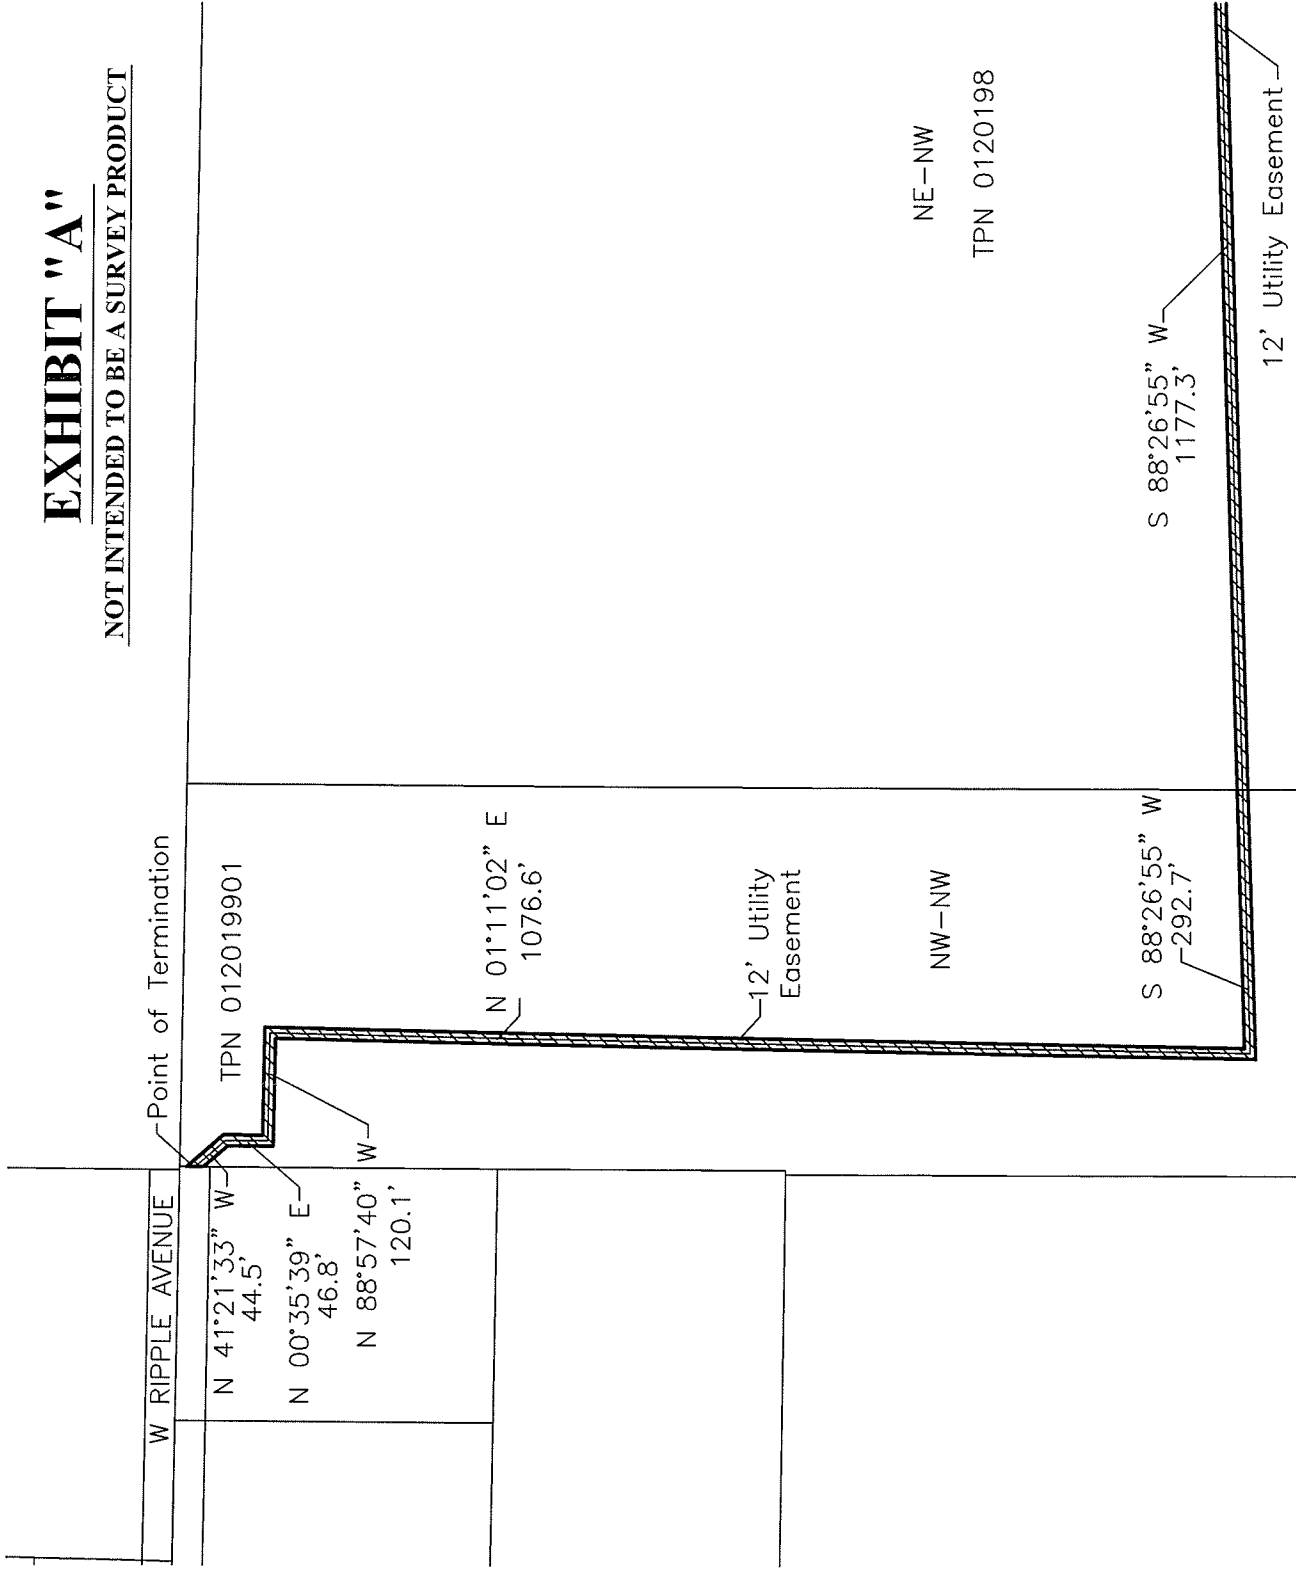 EXHIBIT "A"
NOT INTENDED TO BE A SURVEY PRODUCT
Point of Termination
W RIPPLE AVENUE
TPN 012019901
N 41°21'33" W
44.5'
N 00°35'39" E
46.8'
N 88°57'40" W
120.1'
N 01°11'02" E
1076.6'
12' Utility
Easement
NW-NW
S 88°26'55" W
292.7'
NE-NW
TPN 0120198
S 88°26'55" W
1177.3'
12' Utility Easement